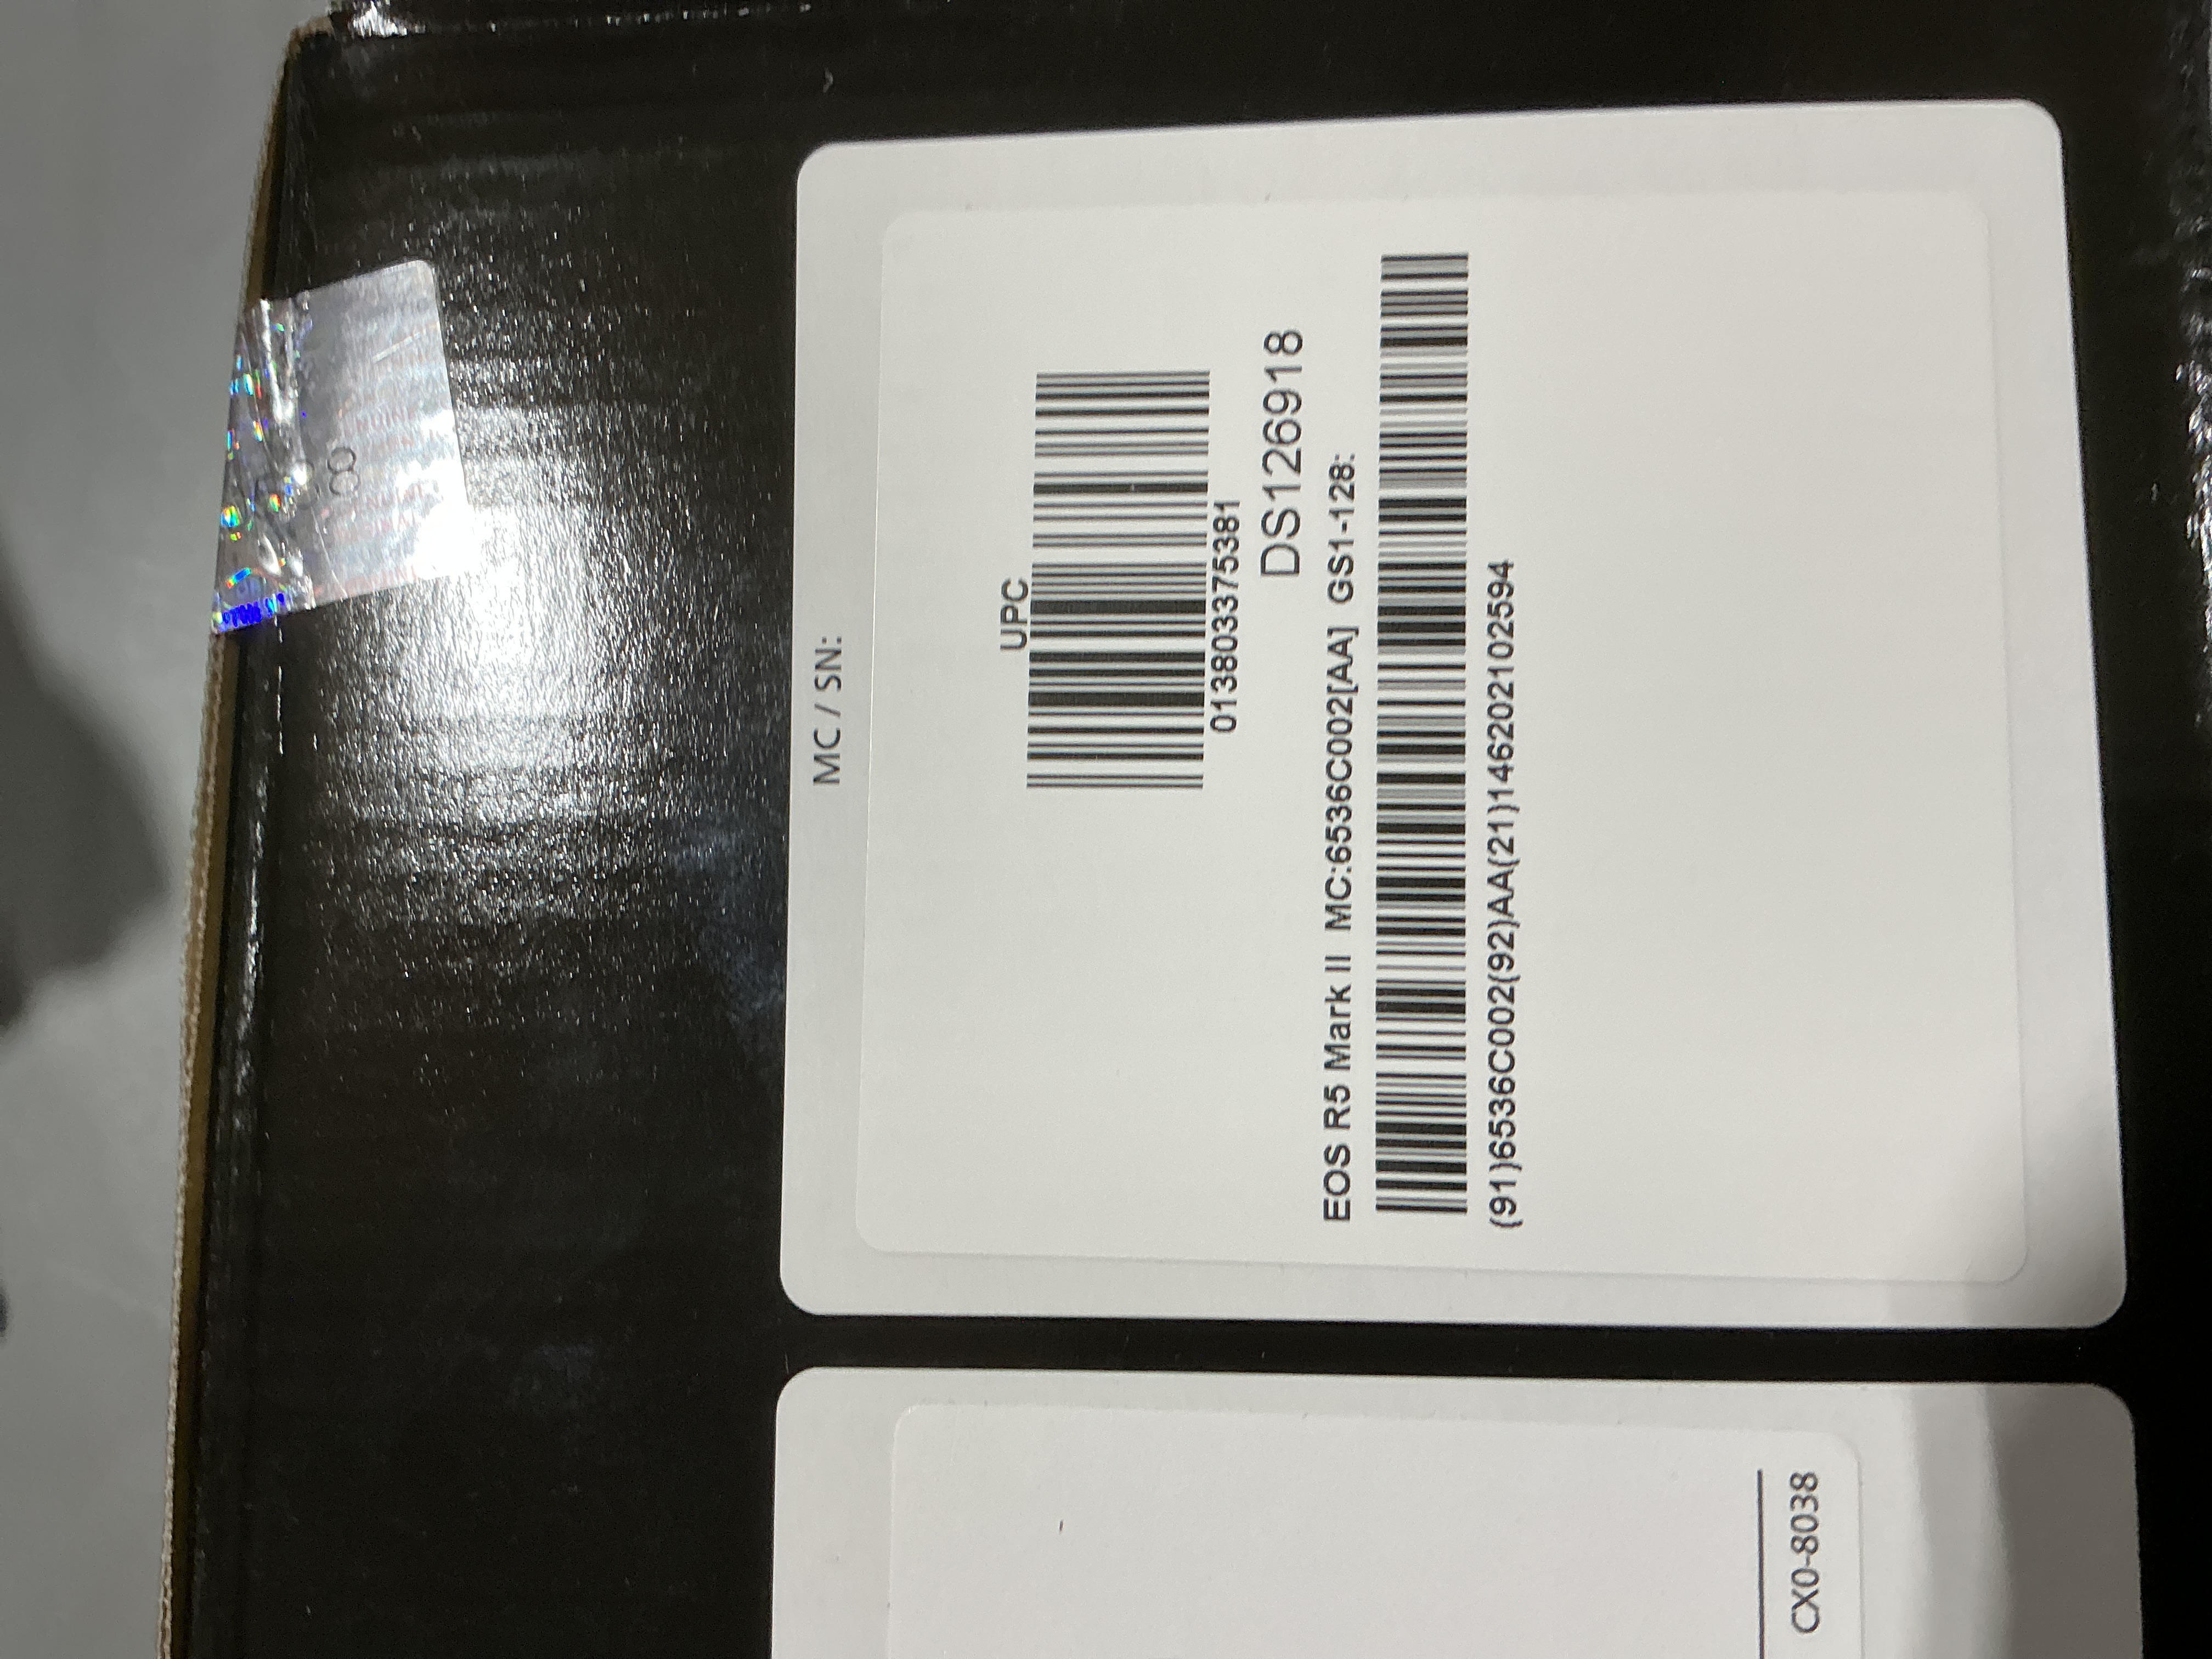 MC / SN:
UPC
013803375381
DS126918
EOS R5 Mark II MC:6536C002[AA] GS1-128:
(91)6536C002(92)AA(21)146202102594
CX0-8038